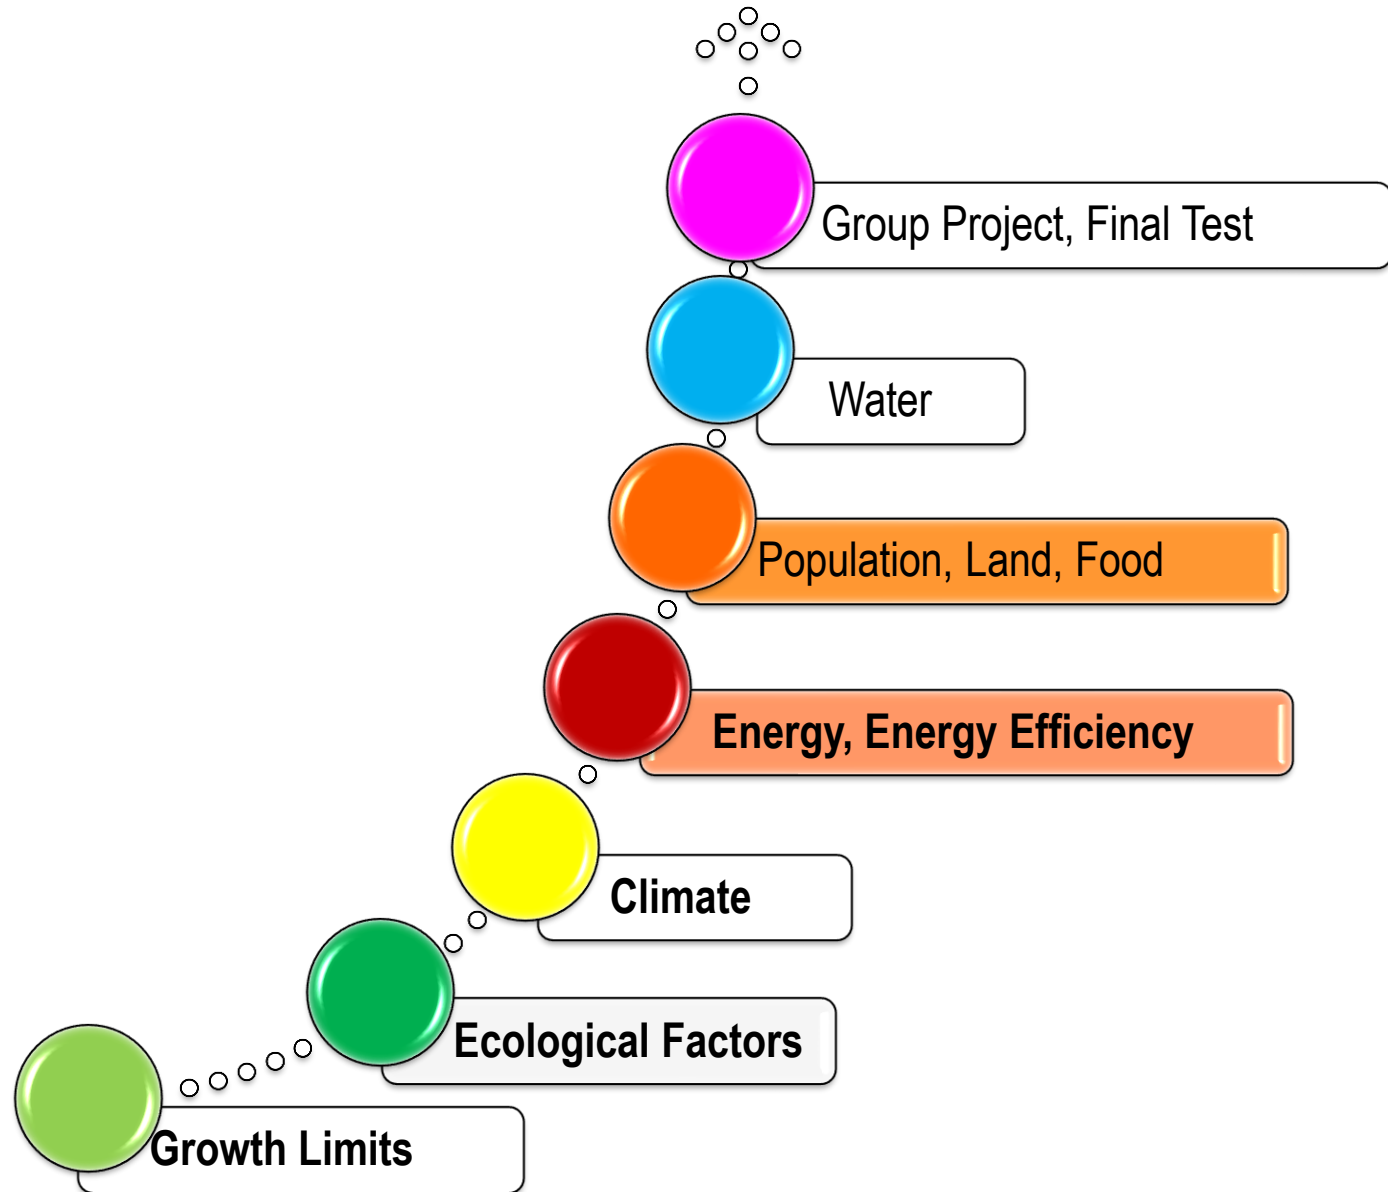 Group Project, Final Test
Water
Population, Land, Food
Energy, Energy Efficiency
Climate
Ecological Factors
Growth Limits